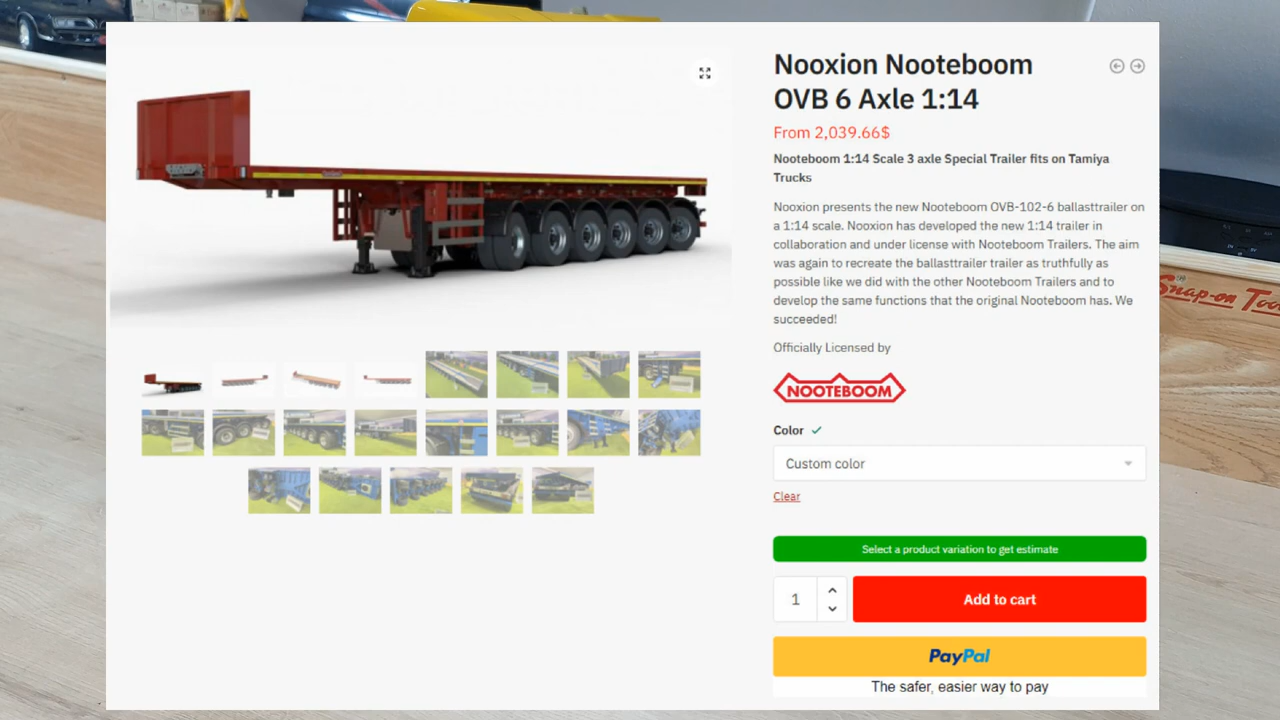 Nooxion Nooteboom
OVB 6 Axle 1:14
From 2,039.66$
Nooteboom 1:14 Scale 3 axle Special Trailer fits on Tamiya
Trucks
Nooxion presents the new Nooteboom OVB-102-6 ballasttrailer on
a 1:14 scale. Nooxion has developed the new 1:14 trailer in
collaboration and under license with Nooteboom Trailers. The aim
was again to recreate the ballasttrailer trailer as truthfully as
possible like we did with the other Nooteboom Trailers and to
develop the same functions that the original Nooteboom has. We
succeeded!
Officially Licensed by
NOOTEBOOM
Color
Custom color
Clear
Select a product variation to get estimate
1
Add to cart
PayPal
The safer, easier way to pay
Snap-on Too